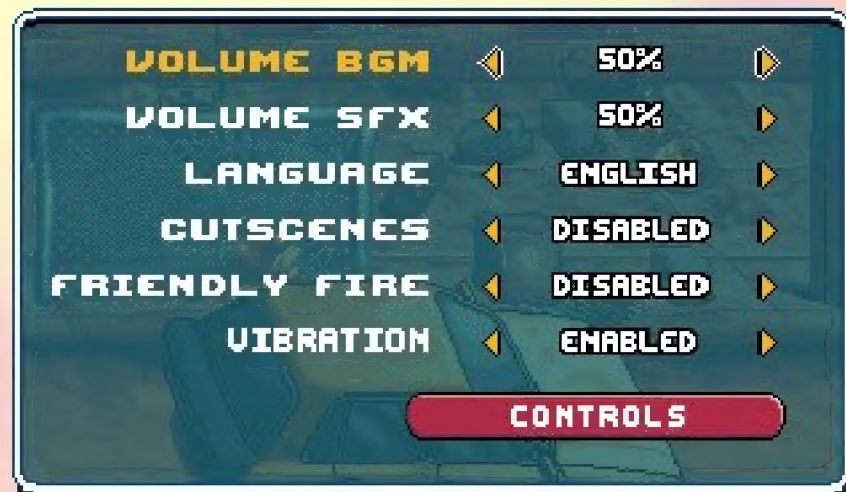 VOLUME BGM 50%
VOLUME SFX 50%
LANGUAGE ENGLISH
CUTSCENES DISABLED
FRIENDLY FIRE DISABLED
VIBRATION ENABLED
CONTROLS